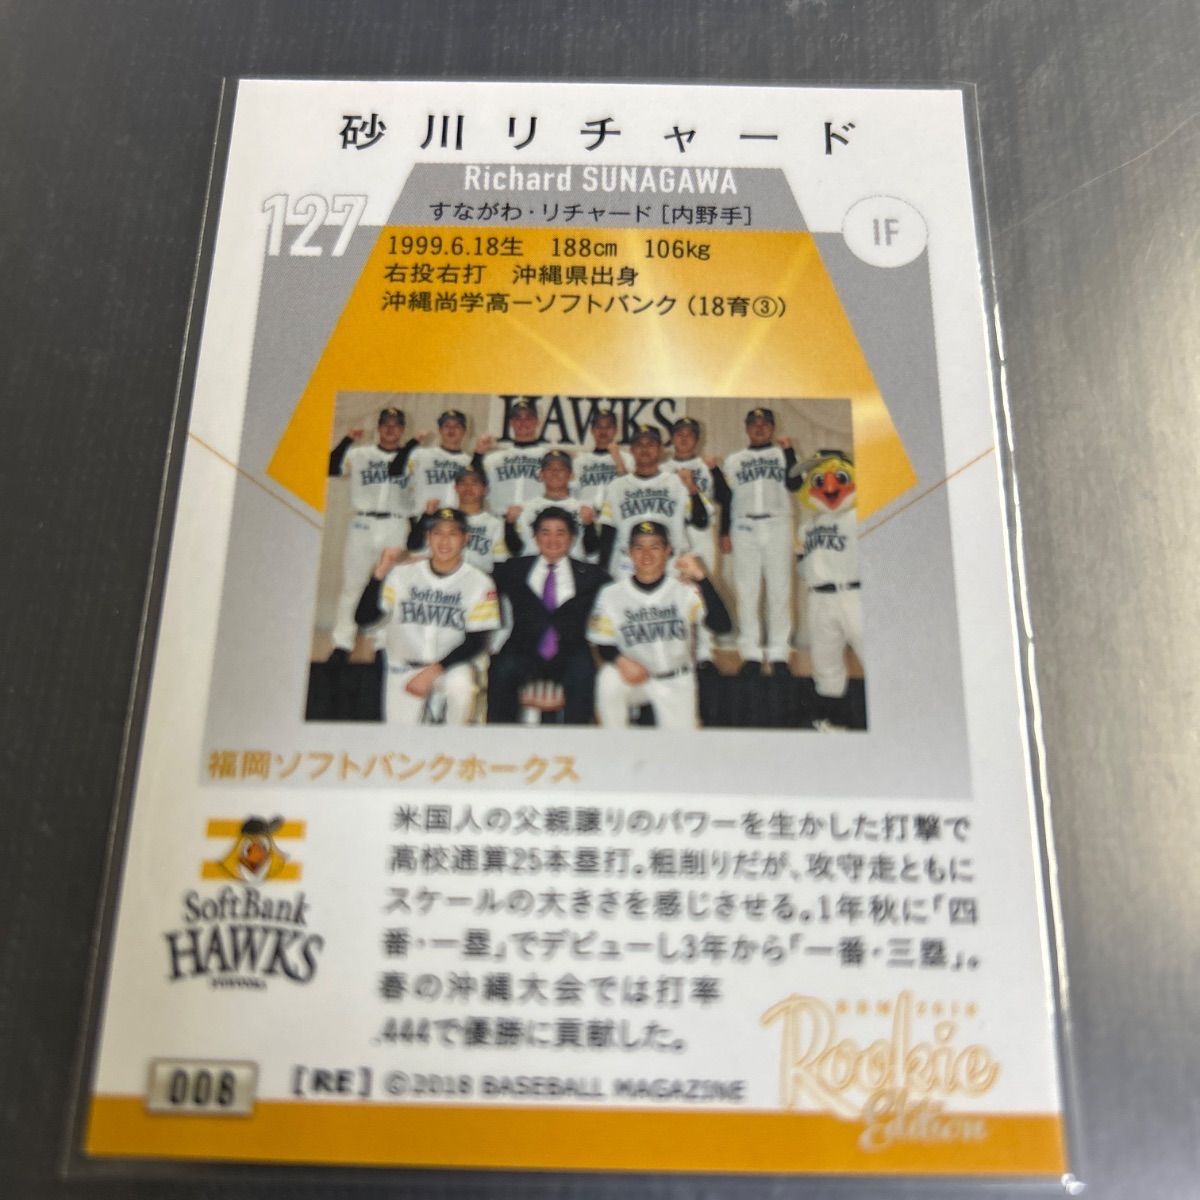 砂川リチャード
Richard SUNAGAWA
127
すながわ・リチャード［内野手］
IF
1999.6.18生　188cm　106kg
右投右打　沖縄県出身
沖縄尚学高ーソフトバンク（18育③）
HAWKS
福岡ソフトバンクホークス
米国人の父親譲りのパワーを生かした打撃で
高校通算25本塁打。粗削りだが、攻守走ともに
スケールの大きさを感じさせる。1年秋に「四
番・一塁」でデビューし3年から「一番・三塁」。
春の沖縄大会では打率
.444で優勝に貢献した。
SoftBank
HAWKS
FUKUOKA
BBM 2019
Rookie
Edition
008
［RE］©2018 BASEBALL MAGAZINE